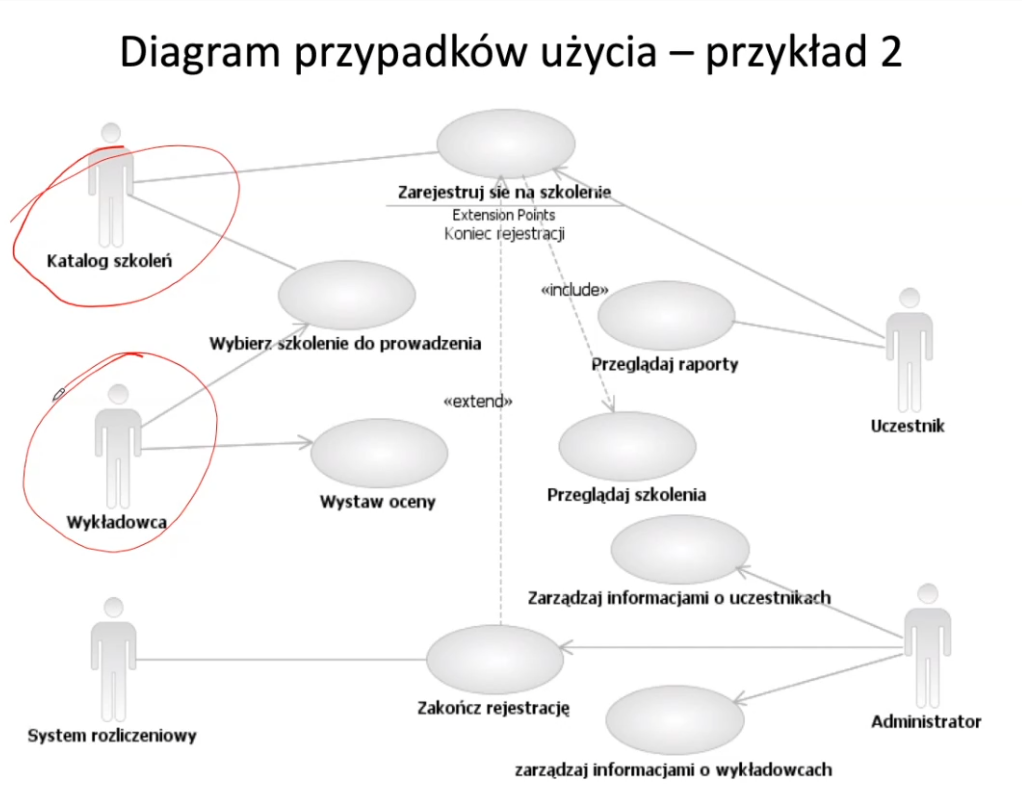 Diagram przypadków użycia – przykład 2
Zarejestruj sie na szkolenie
Extension Points
Koniec rejestracji
Katalog szkoleń
«include»
Wybierz szkolenie do prowadzenia
Przeglądaj raporty
«extend»
Uczestnik
Wystaw oceny
Przeglądaj szkolenia
Wykładowca
Zarządzaj informacjami o uczestnikach
Zakończ rejestrację
System rozliczeniowy
Administrator
zarządzaj informacjami o wykładowcach